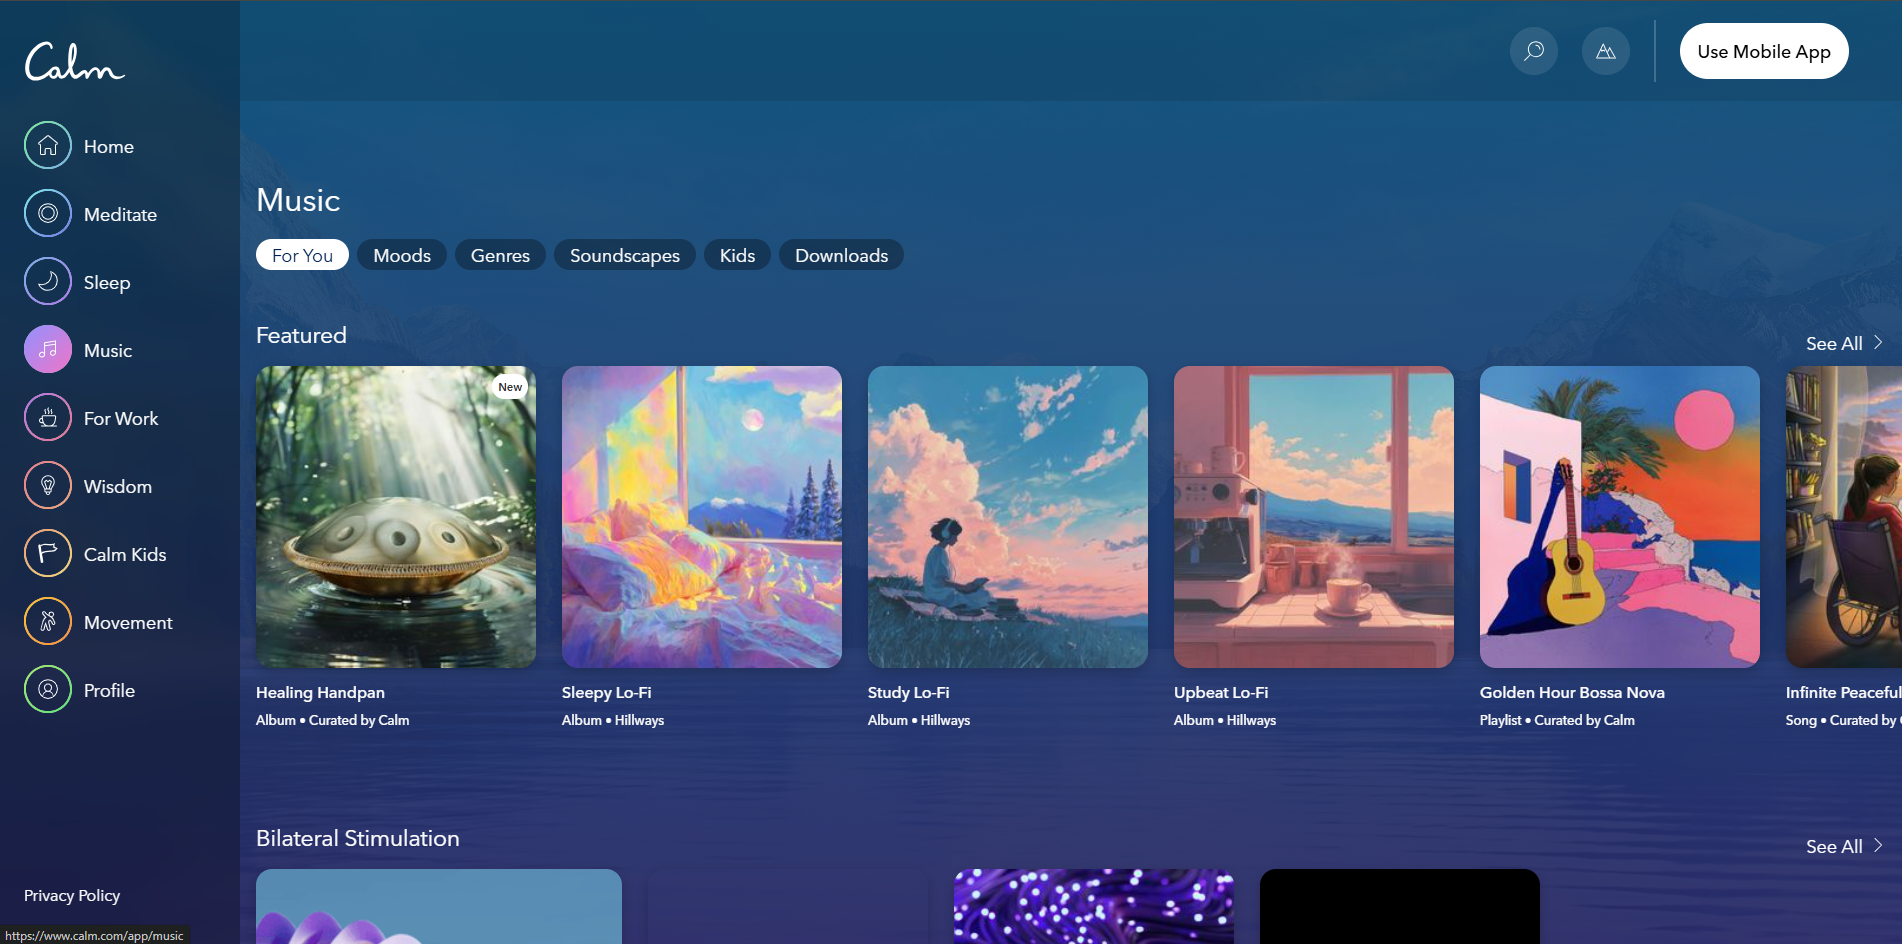 Calm
Home
Meditate
Sleep
Music
For Work
Wisdom
Calm Kids
Movement
Profile
Privacy Policy
https://www.calm.com/app/music
Use Mobile App
Music
For You
Moods
Genres
Soundscapes
Kids
Downloads
Featured
See All
New
Healing Handpan
Album • Curated by Calm
Sleepy Lo-Fi
Album • Hillways
Study Lo-Fi
Album • Hillways
Upbeat Lo-Fi
Album • Hillways
Golden Hour Bossa Nova
Playlist • Curated by Calm
Infinite Peaceful
Song • Curated by
Bilateral Stimulation
See All